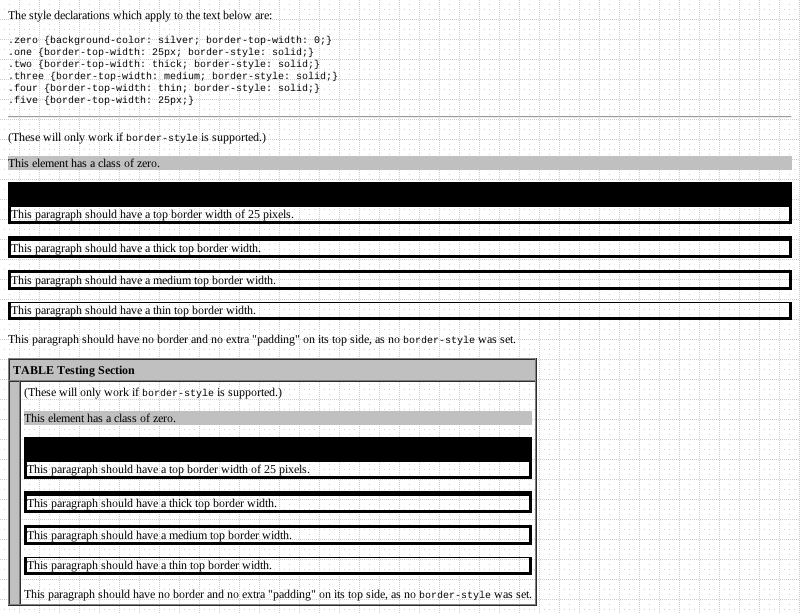 The style declarations which apply to the text below are:
.zero {background-color: silver; border-top-width: 0;}
.one {border-top-width: 25px; border-style: solid;}
.two {border-top-width: thick; border-style: solid;}
.three {border-top-width: medium; border-style: solid;}
.four {border-top-width: thin; border-style: solid;}
.five {border-top-width: 25px;}
(These will only work if border-style is supported.)
This element has a class of zero.
This paragraph should have a top border width of 25 pixels.
This paragraph should have a thick top border width.
This paragraph should have a medium top border width.
This paragraph should have a thin top border width.
This paragraph should have no border and no extra "padding" on its top side, as no border-style was set.
TABLE Testing Section
(These will only work if border-style is supported.)
This element has a class of zero.
This paragraph should have a top border width of 25 pixels.
This paragraph should have a thick top border width.
This paragraph should have a medium top border width.
This paragraph should have a thin top border width.
This paragraph should have no border and no extra "padding" on its top side, as no border-style was set.